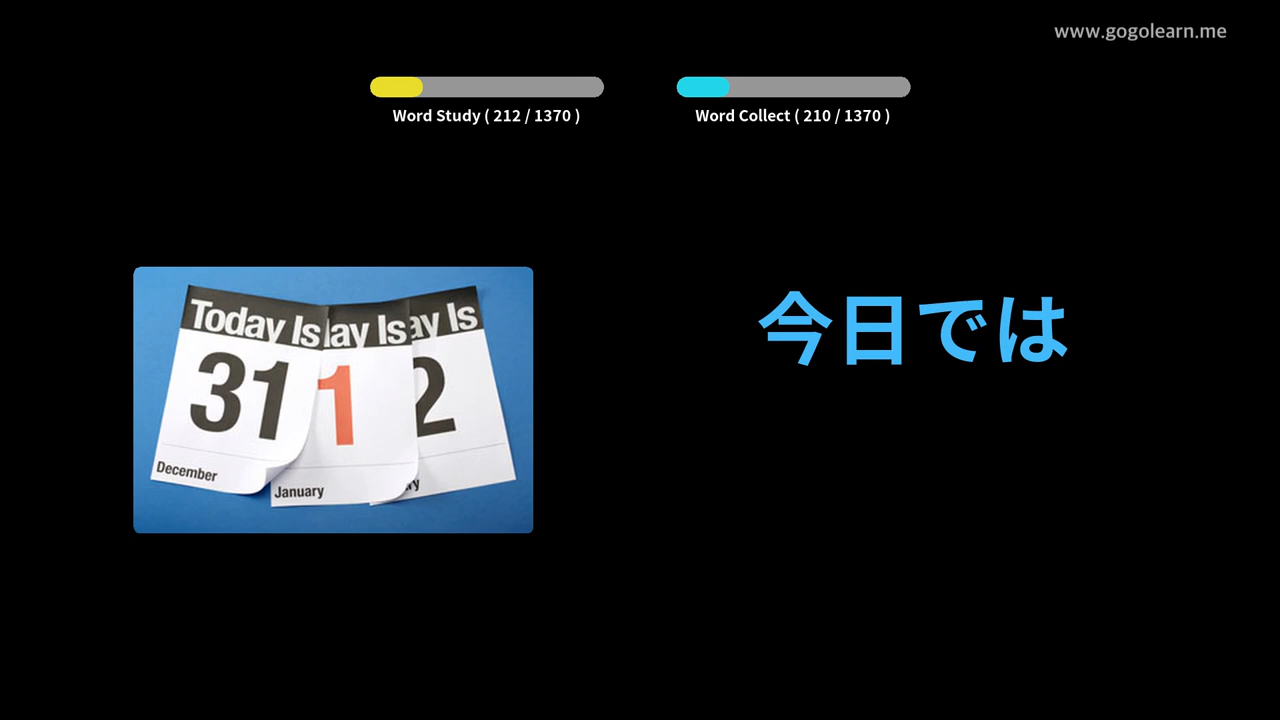 www.gogolearn.me
Word Study ( 212 / 1370 )
Word Collect ( 210 / 1370 )
Today Is
31
December
ay Is
1
January
ay Is
2
ry
今日では